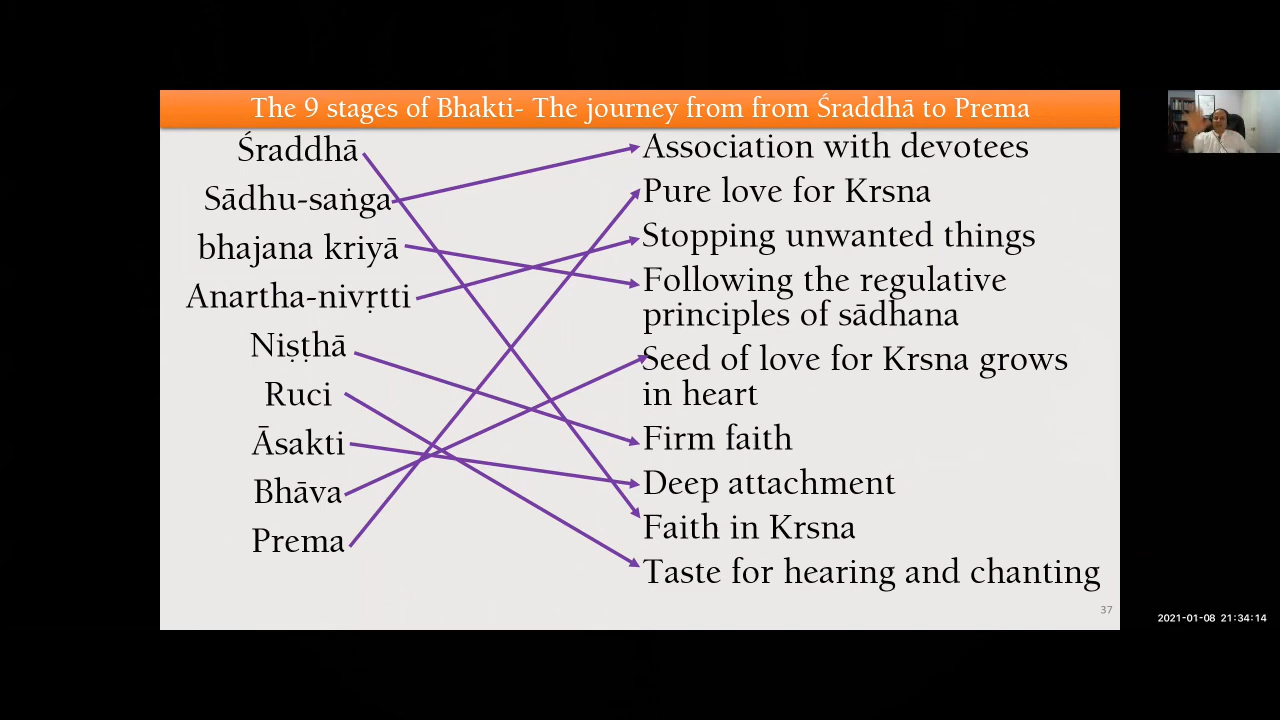 The 9 stages of Bhakti- The journey from from Śraddhā to Prema
Śraddhā
Sādhu-saṅga
bhajana kriyā
Anartha-nivṛtti
Niṣṭhā
Ruci
Āsakti
Bhāva
Prema
Association with devotees
Pure love for Krsna
Stopping unwanted things
Following the regulative
principles of sādhana
Seed of love for Krsna grows
in heart
Firm faith
Deep attachment
Faith in Krsna
Taste for hearing and chanting
37
2021-01-08 21:34:14